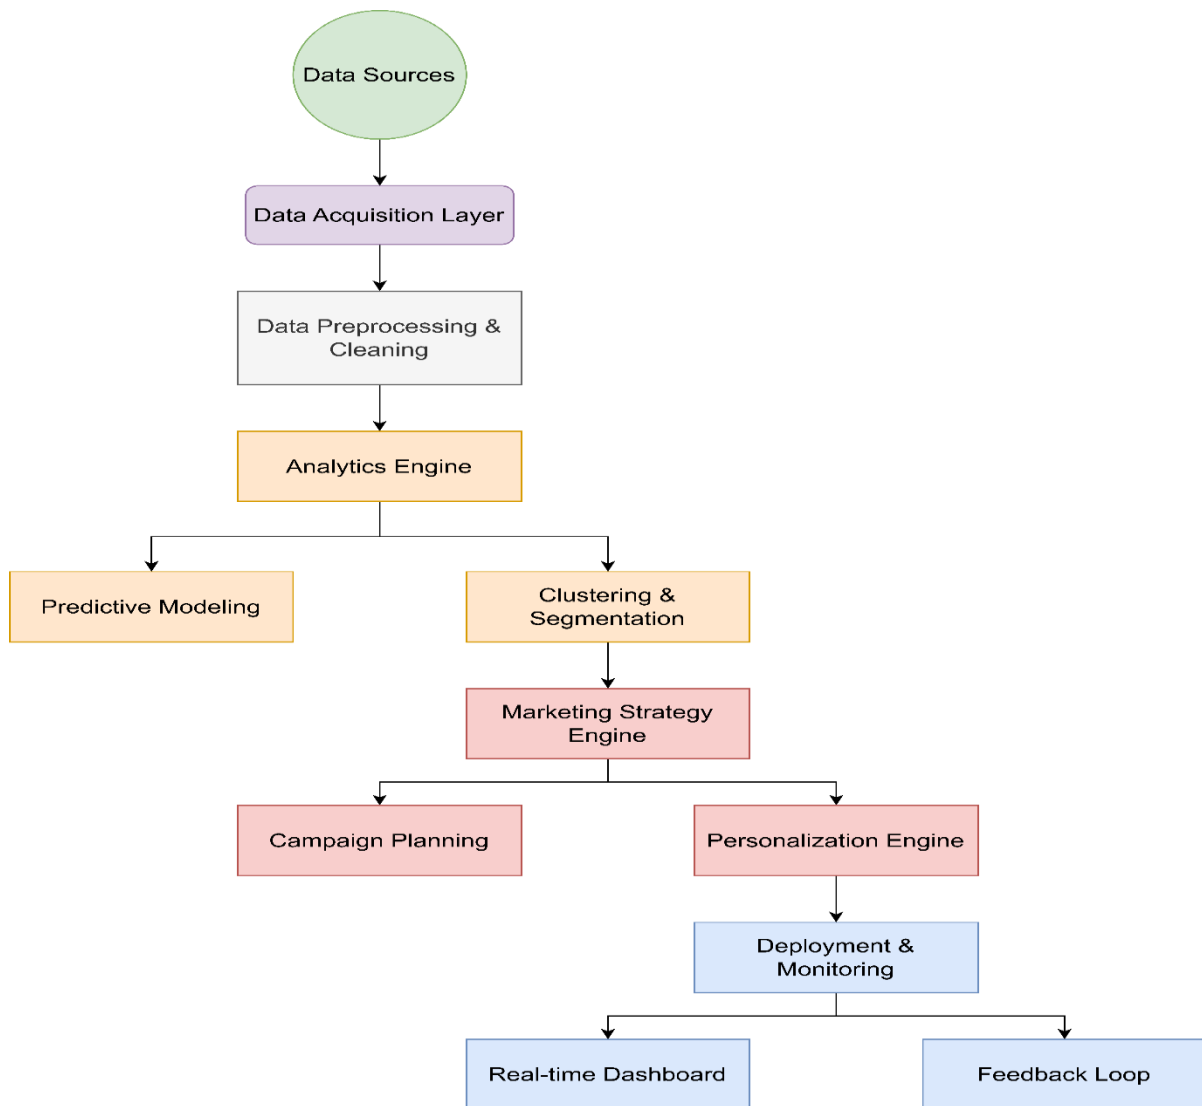 Data Sources
Data Acquisition Layer
Data Preprocessing &
Cleaning
Analytics Engine
Predictive Modeling
Clustering &
Segmentation
Marketing Strategy
Engine
Campaign Planning
Personalization Engine
Deployment &
Monitoring
Real-time Dashboard
Feedback Loop